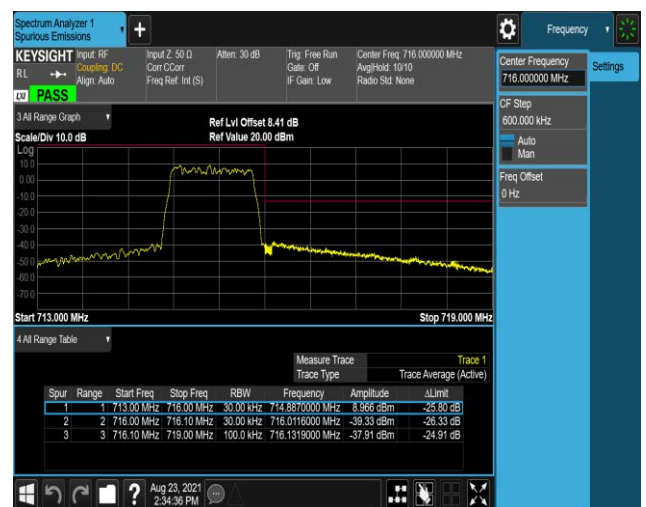 Spectrum Analyzer 1
Spurious Emissions
+
Frequency
KEYSIGHT Input: RF Input Z: 50 Ω Atten: 30 dB Trig: Free Run Center Freq: 716.000000 MHz
RL Coupling: DC Corr CCorr Gate: Off Avg|Hold: 10/10
Align: Auto Freq Ref: Int (S) IF Gain: Low Radio Std: None
LXI PASS
Center Frequency
716.000000 MHz
Settings
CF Step
600.000 kHz
Auto
Man
Freq Offset
0 Hz
3 All Range Graph
Ref Lvl Offset 8.41 dB
Scale/Div 10.0 dB Ref Value 20.00 dBm
Log
10.0
0.00
-10.0
-20.0
-30.0
-40.0
-50.0
-60.0
-70.0
Start 713.000 MHz Stop 719.000 MHz
4 All Range Table
Measure Trace Trace 1
Trace Type Trace Average (Active)
Spur Range Start Freq Stop Freq RBW Frequency Amplitude ΔLimit
1 1 713.00 MHz 716.00 MHz 30.00 kHz 714.8870000 MHz 8.966 dBm -25.80 dB
2 2 716.00 MHz 716.10 MHz 30.00 kHz 716.0116000 MHz -39.33 dBm -26.33 dB
3 3 716.10 MHz 719.00 MHz 100.0 kHz 716.1319000 MHz -37.91 dBm -24.91 dB
? Aug 23, 2021
2:34:36 PM